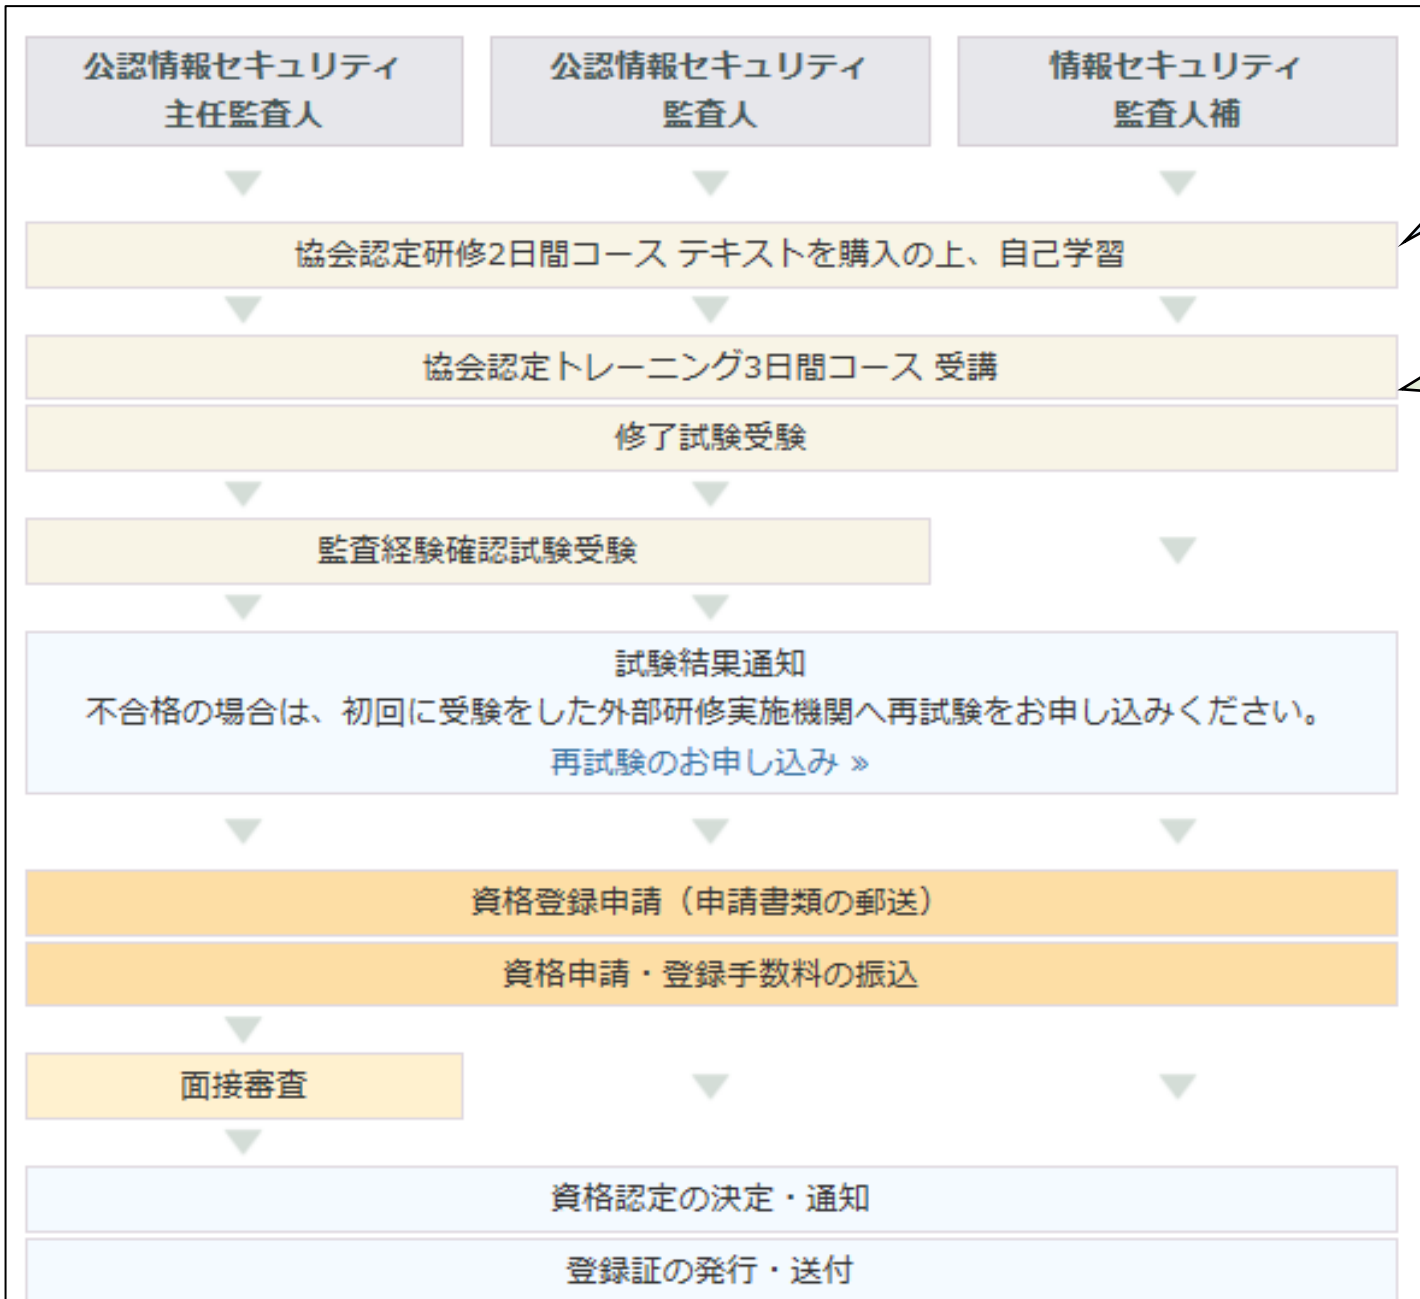 公認情報セキュリティ
主任監査人
公認情報セキュリティ
監査人
情報セキュリティ
監査人補
協会認定研修2日間コース テキストを購入の上、自己学習
協会認定トレーニング3日間コース 受講
修了試験受験
監査経験確認試験受験
試験結果通知
不合格の場合は、初回に受験をした外部研修実施機関へ再試験をお申し込みください。
再試験のお申し込み »
資格登録申請（申請書類の郵送）
資格申請・登録手数料の振込
面接審査
資格認定の決定・通知
登録証の発行・送付